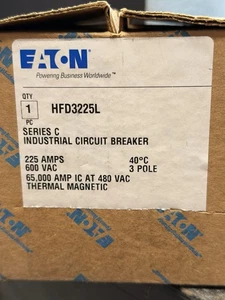 EATON
Powering Business Worldwide™
QTY
1 HFD3225L
PC
SERIES C
INDUSTRIAL CIRCUIT BREAKER
225 AMPS 40°C
600 VAC 3 POLE
65,000 AMP IC AT 480 VAC
THERMAL MAGNETIC